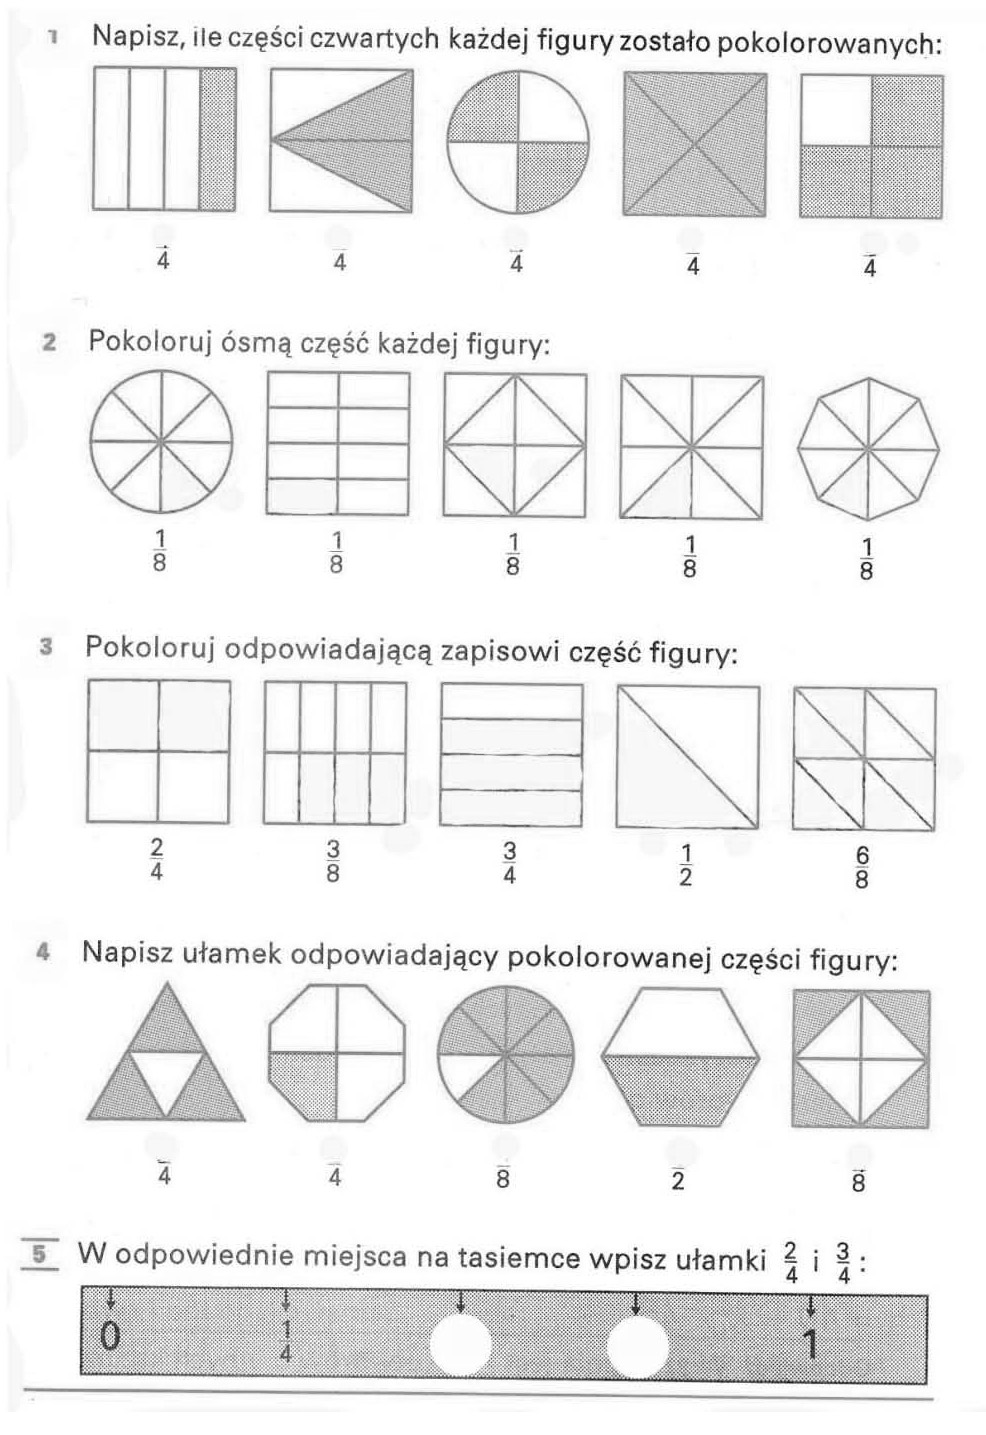 1 Napisz, ile części czwartych każdej figury zostało pokolorowanych:
4 4 4 4 4
2 Pokoloruj ósmą część każdej figury:
1/8 1/8 1/8 1/8 1/8
3 Pokoloruj odpowiadającą zapisowi część figury:
2/4 3/8 3/4 1/2 6/8
4 Napisz ułamek odpowiadający pokolorowanej części figury:
4 4 8 2 8
5 W odpowiednie miejsca na tasiemce wpisz ułamki 2/4 i 3/4 :
0 1/4 1